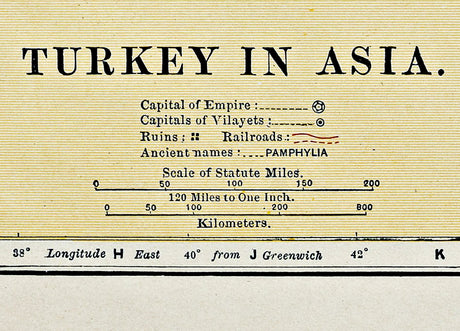 TURKEY IN ASIA.
Capital of Empire:
Capitals of Vilayets:
Ruins: Railroads:
Ancient names: PAMPHYLIA
Scale of Statute Miles.
0 50 100 150 200
120 Miles to One Inch.
0 50 100 200 300
Kilometers.
38° Longitude H East 40° from J Greenwich 42° K